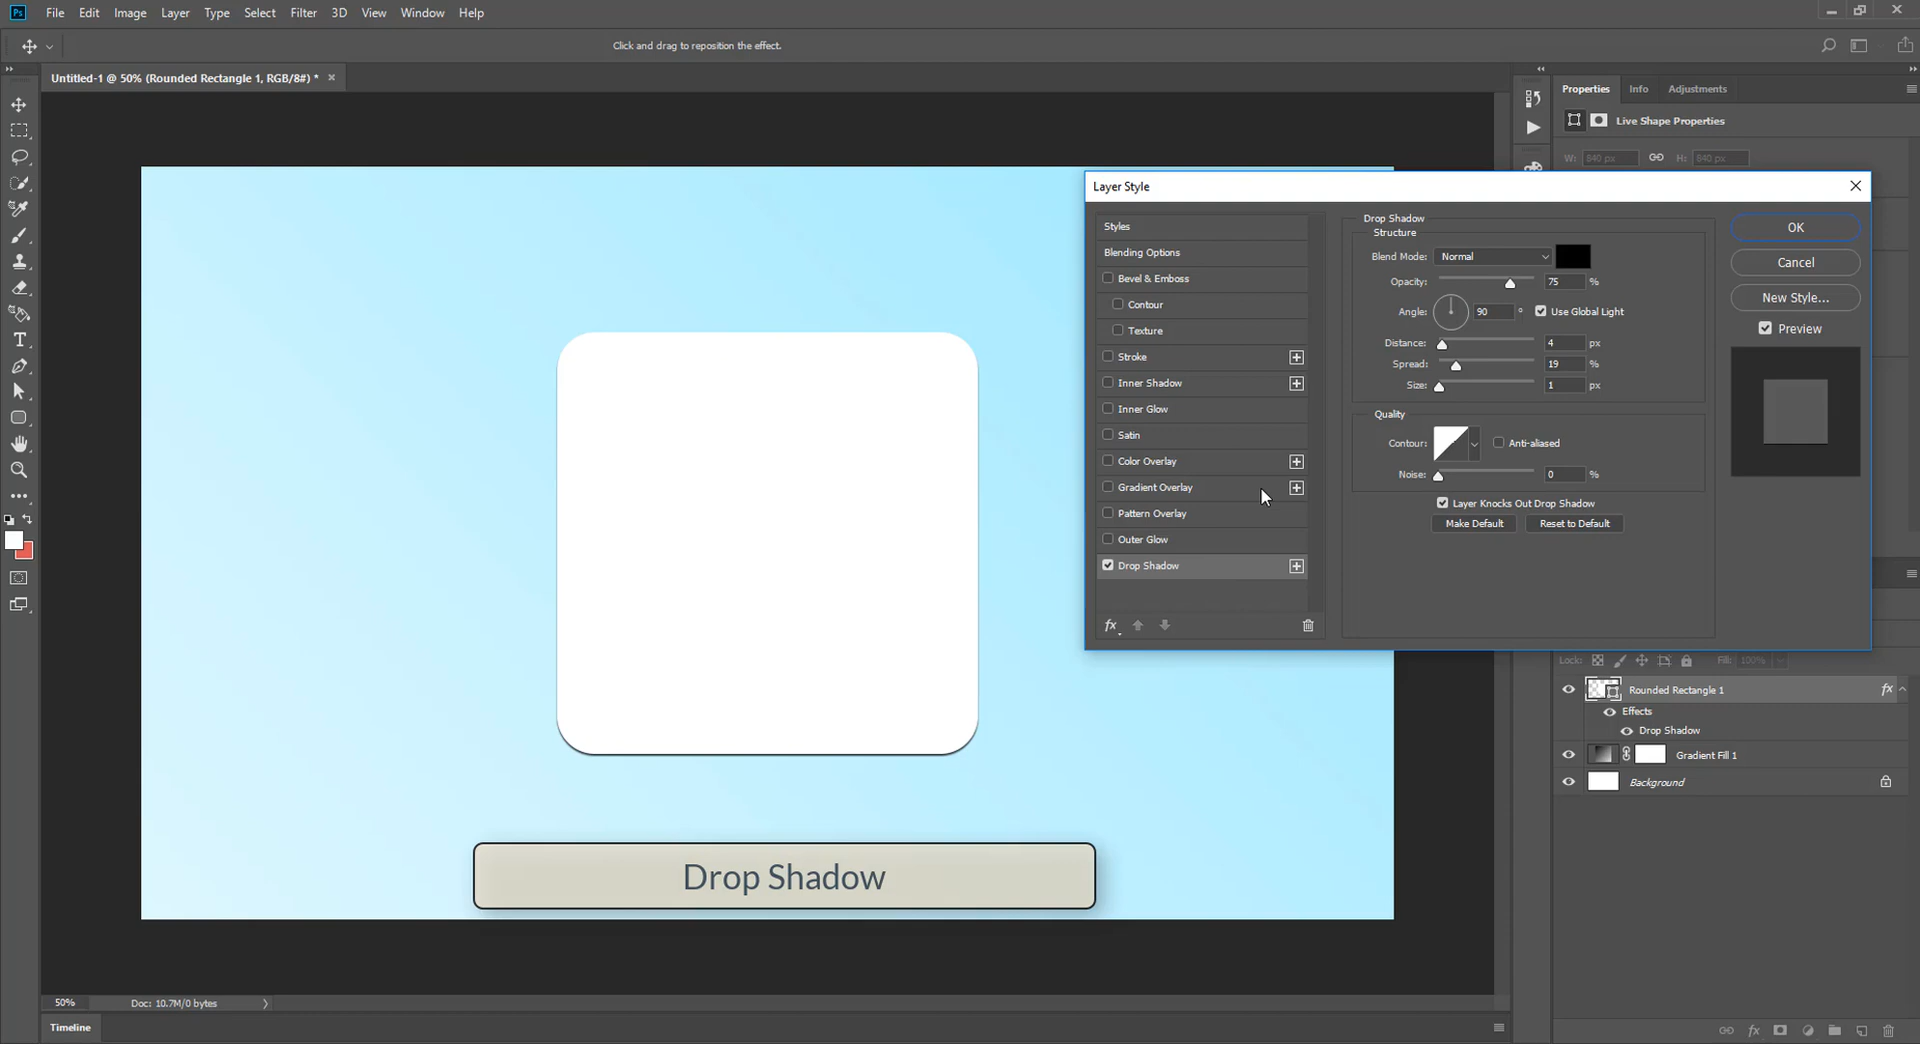 Ps File Edit Image Layer Type Select Filter 3D View Window Help
Click and drag to reposition the effect.
Untitled-1 @ 50% (Rounded Rectangle 1, RGB/8#) *
Properties Info Adjustments
Live Shape Properties
W: 840 px H: 840 px
Layer Style
Styles
Blending Options
Bevel & Emboss
Contour
Texture
Stroke
Inner Shadow
Inner Glow
Satin
Color Overlay
Gradient Overlay
Pattern Overlay
Outer Glow
Drop Shadow
fx
Drop Shadow
Structure
Blend Mode: Normal
Opacity: 75 %
Angle: 90 ° Use Global Light
Distance: 4 px
Spread: 19 %
Size: 1 px
Quality
Contour: Anti-aliased
Noise: 0 %
Layer Knocks Out Drop Shadow
Make Default Reset to Default
OK
Cancel
New Style...
Preview
Lock: Fill: 100%
Rounded Rectangle 1 fx
Effects
Drop Shadow
Gradient Fill 1
Background
Drop Shadow
50% Doc: 10.7M/0 bytes
Timeline
fx